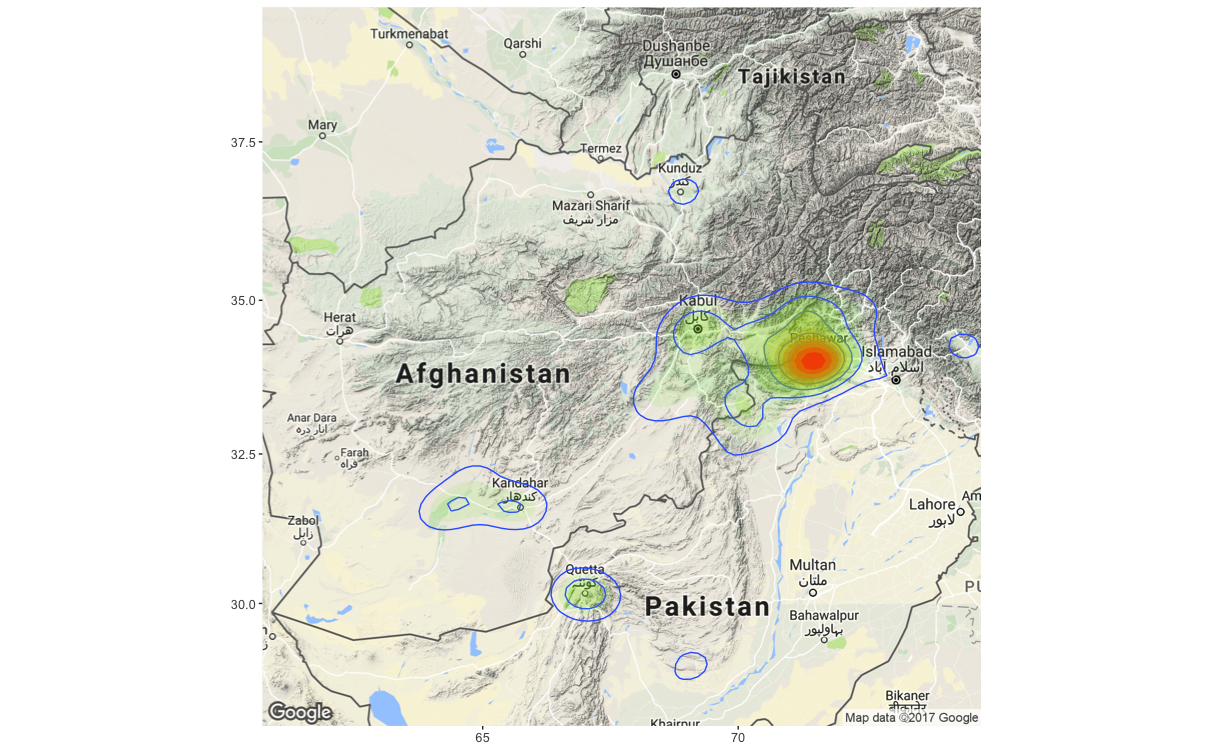 Turkmenabat
Qarshi
Dushanbe
Душанбе
Tajikistan
Mary
37.5
Termez
Kunduz
کندز
Mazari Sharif
مزار شریف
35.0
Kabul
کابل
Herat
هرات
Peshawar
Islamabad
اسلام آباد
Afghanistan
Anar Dara
انار دره
Farah
فراه
32.5
Kandahar
کندهار
Lahore
لاہور
Am
Zabol
زابل
Quetta
کوئٹہ
Multan
ملتان
PU
30.0
Pakistan
Bahawalpur
بہاولپور
Bikaner
बीकानेर
Google
Khairpur
Map data ©2017 Google
65
70